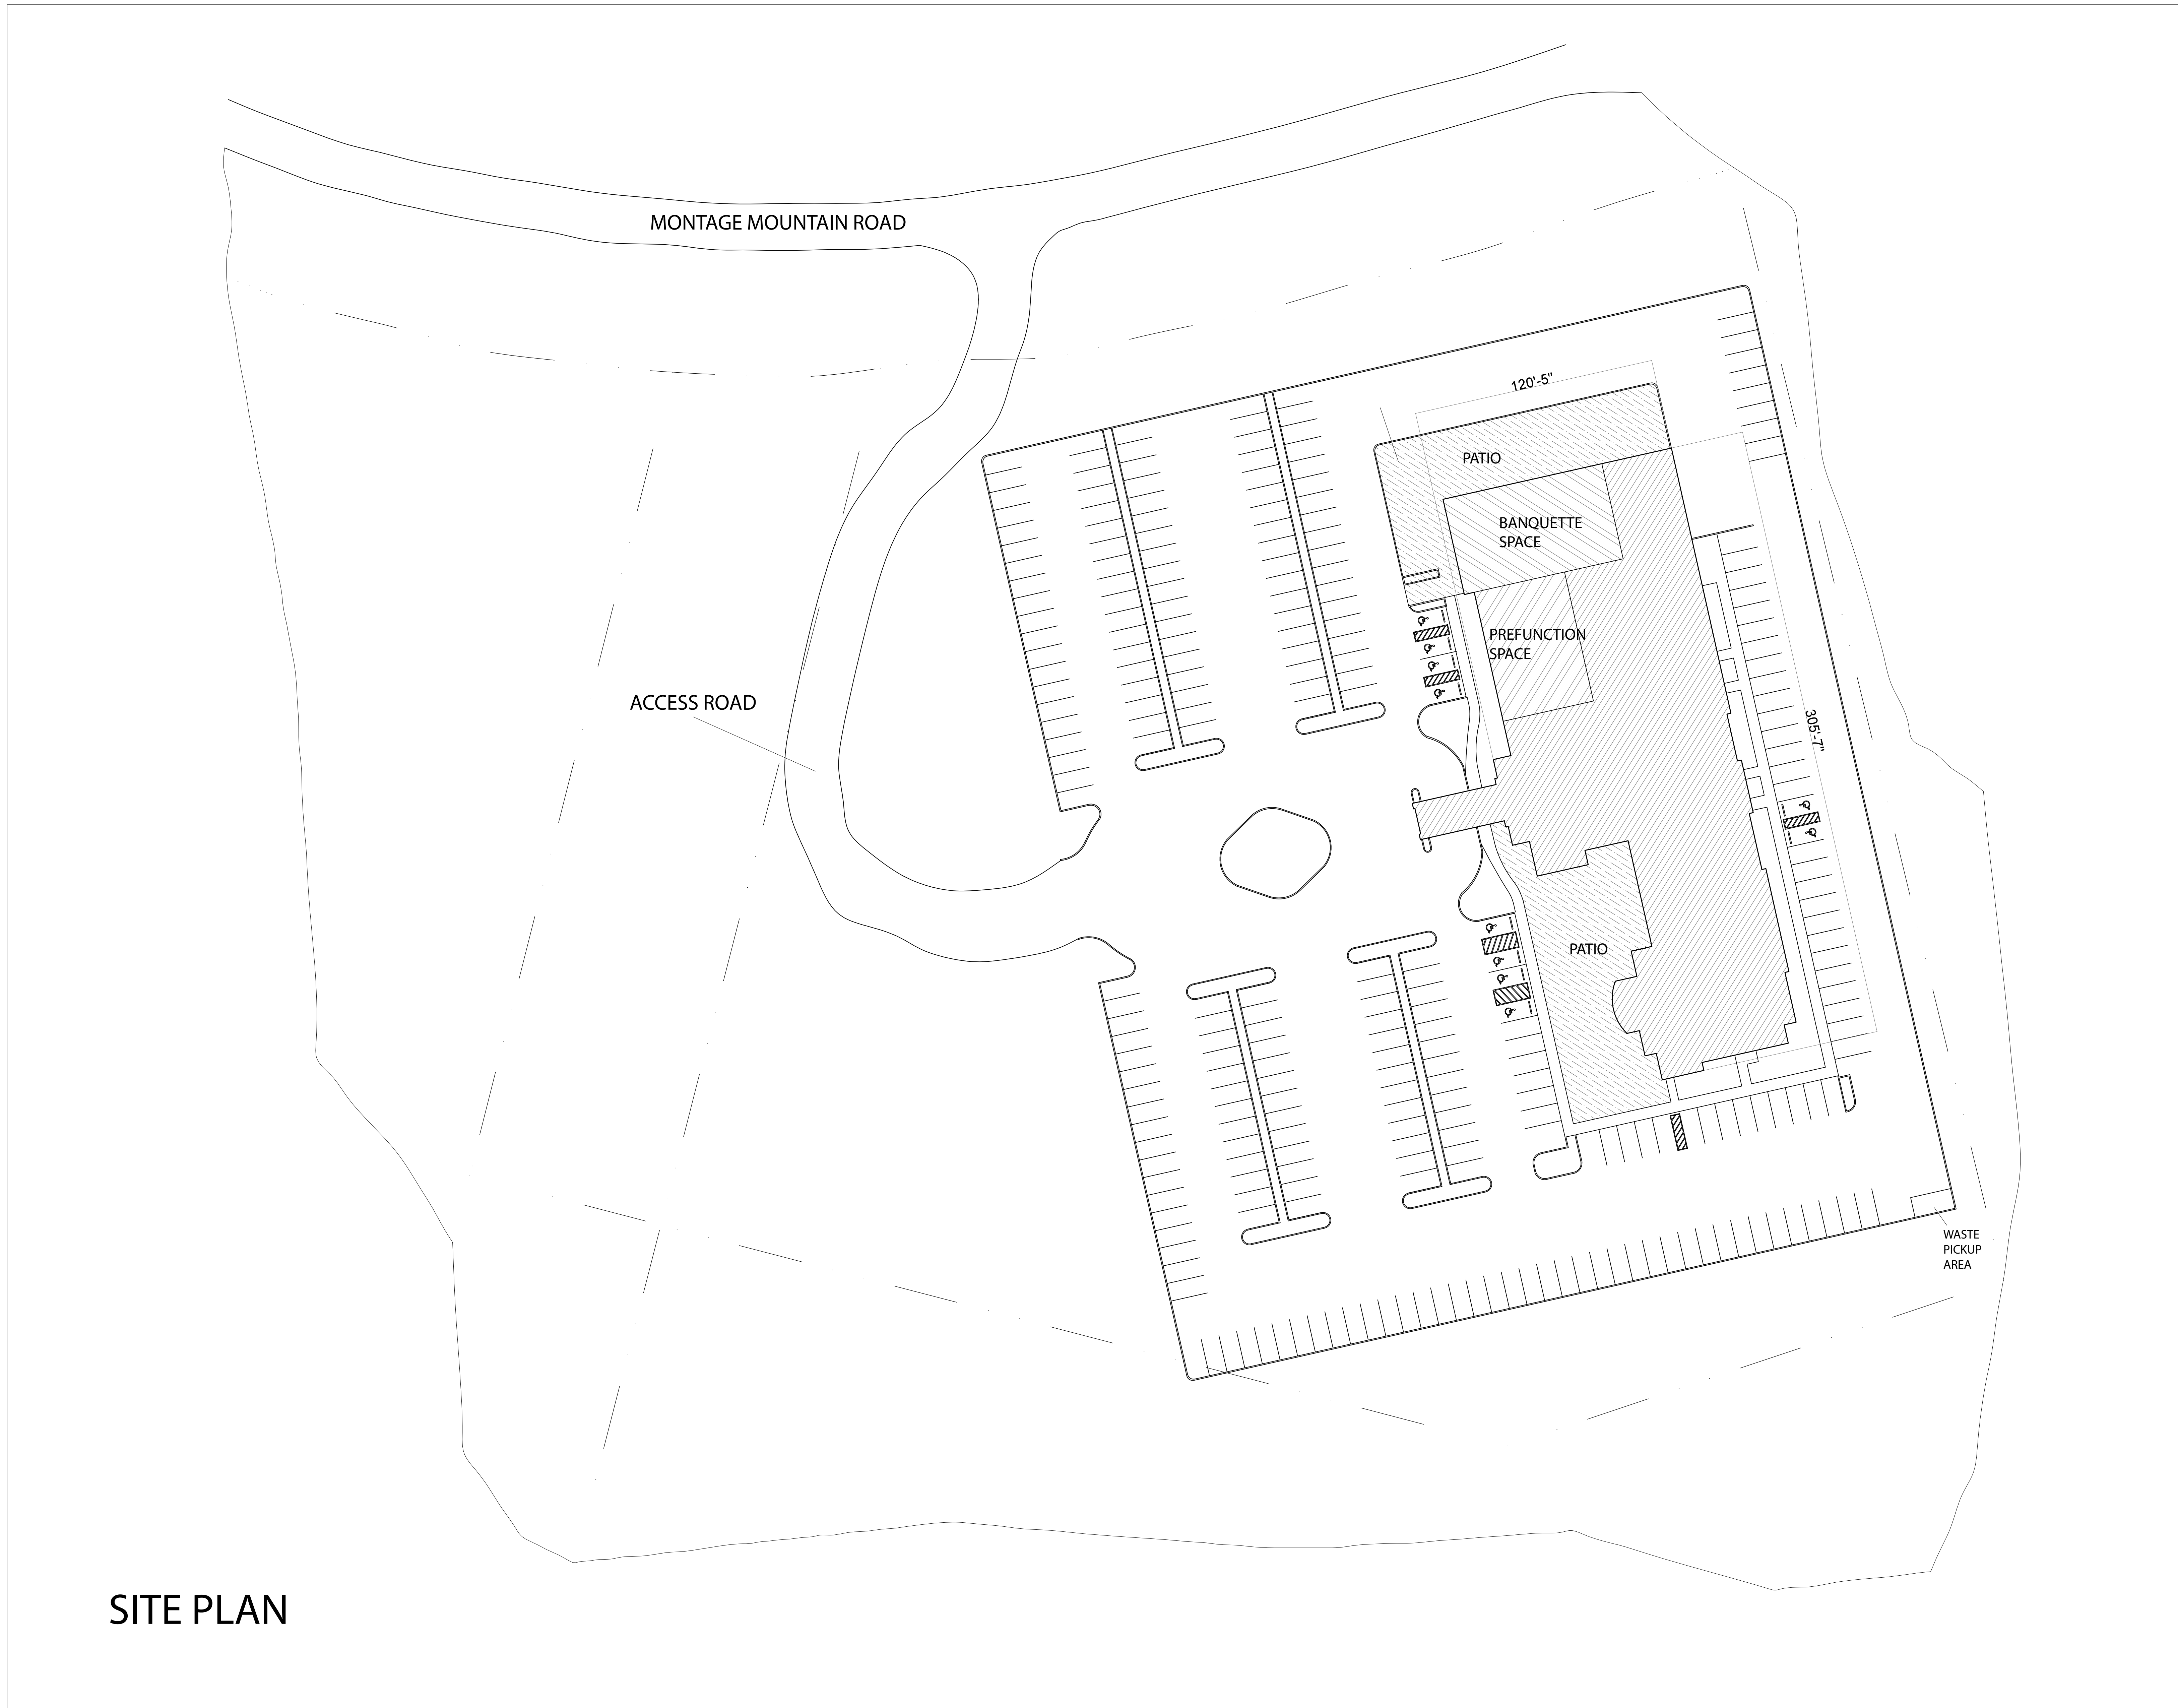 MONTAGE MOUNTAIN ROAD
120'-5"
PATIO
BANQUETTE
SPACE
PREFUNCTION
SPACE
ACCESS ROAD
305'-7"
PATIO
WASTE
PICKUP
AREA
SITE PLAN